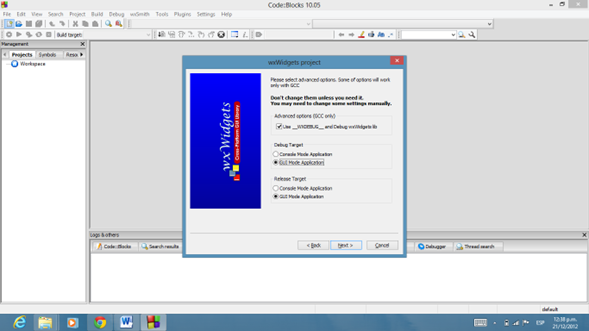 Code::Blocks 10.05
File Edit View Search Project Build Debug wxSmith Tools Plugins Settings Help
Build target:
Management
Projects Symbols Resou
Workspace
wxWidgets project
wxWidgets
Cross-Platform GUI Library
Please select advanced options. Some of options will work
only with GCC
Don't change them unless you need it.
You may need to change some settings manually.
Advanced options (GCC only)
Use __WXDEBUG__ and Debug wxWidgets lib
Debug Target
Console Mode Application
GUI Mode Application
Release Target
Console Mode Application
GUI Mode Application
< Back Next > Cancel
Logs & others
Code::Blocks Search results Debugger Thread search
default
ESP
12:38 p.m.
21/12/2012